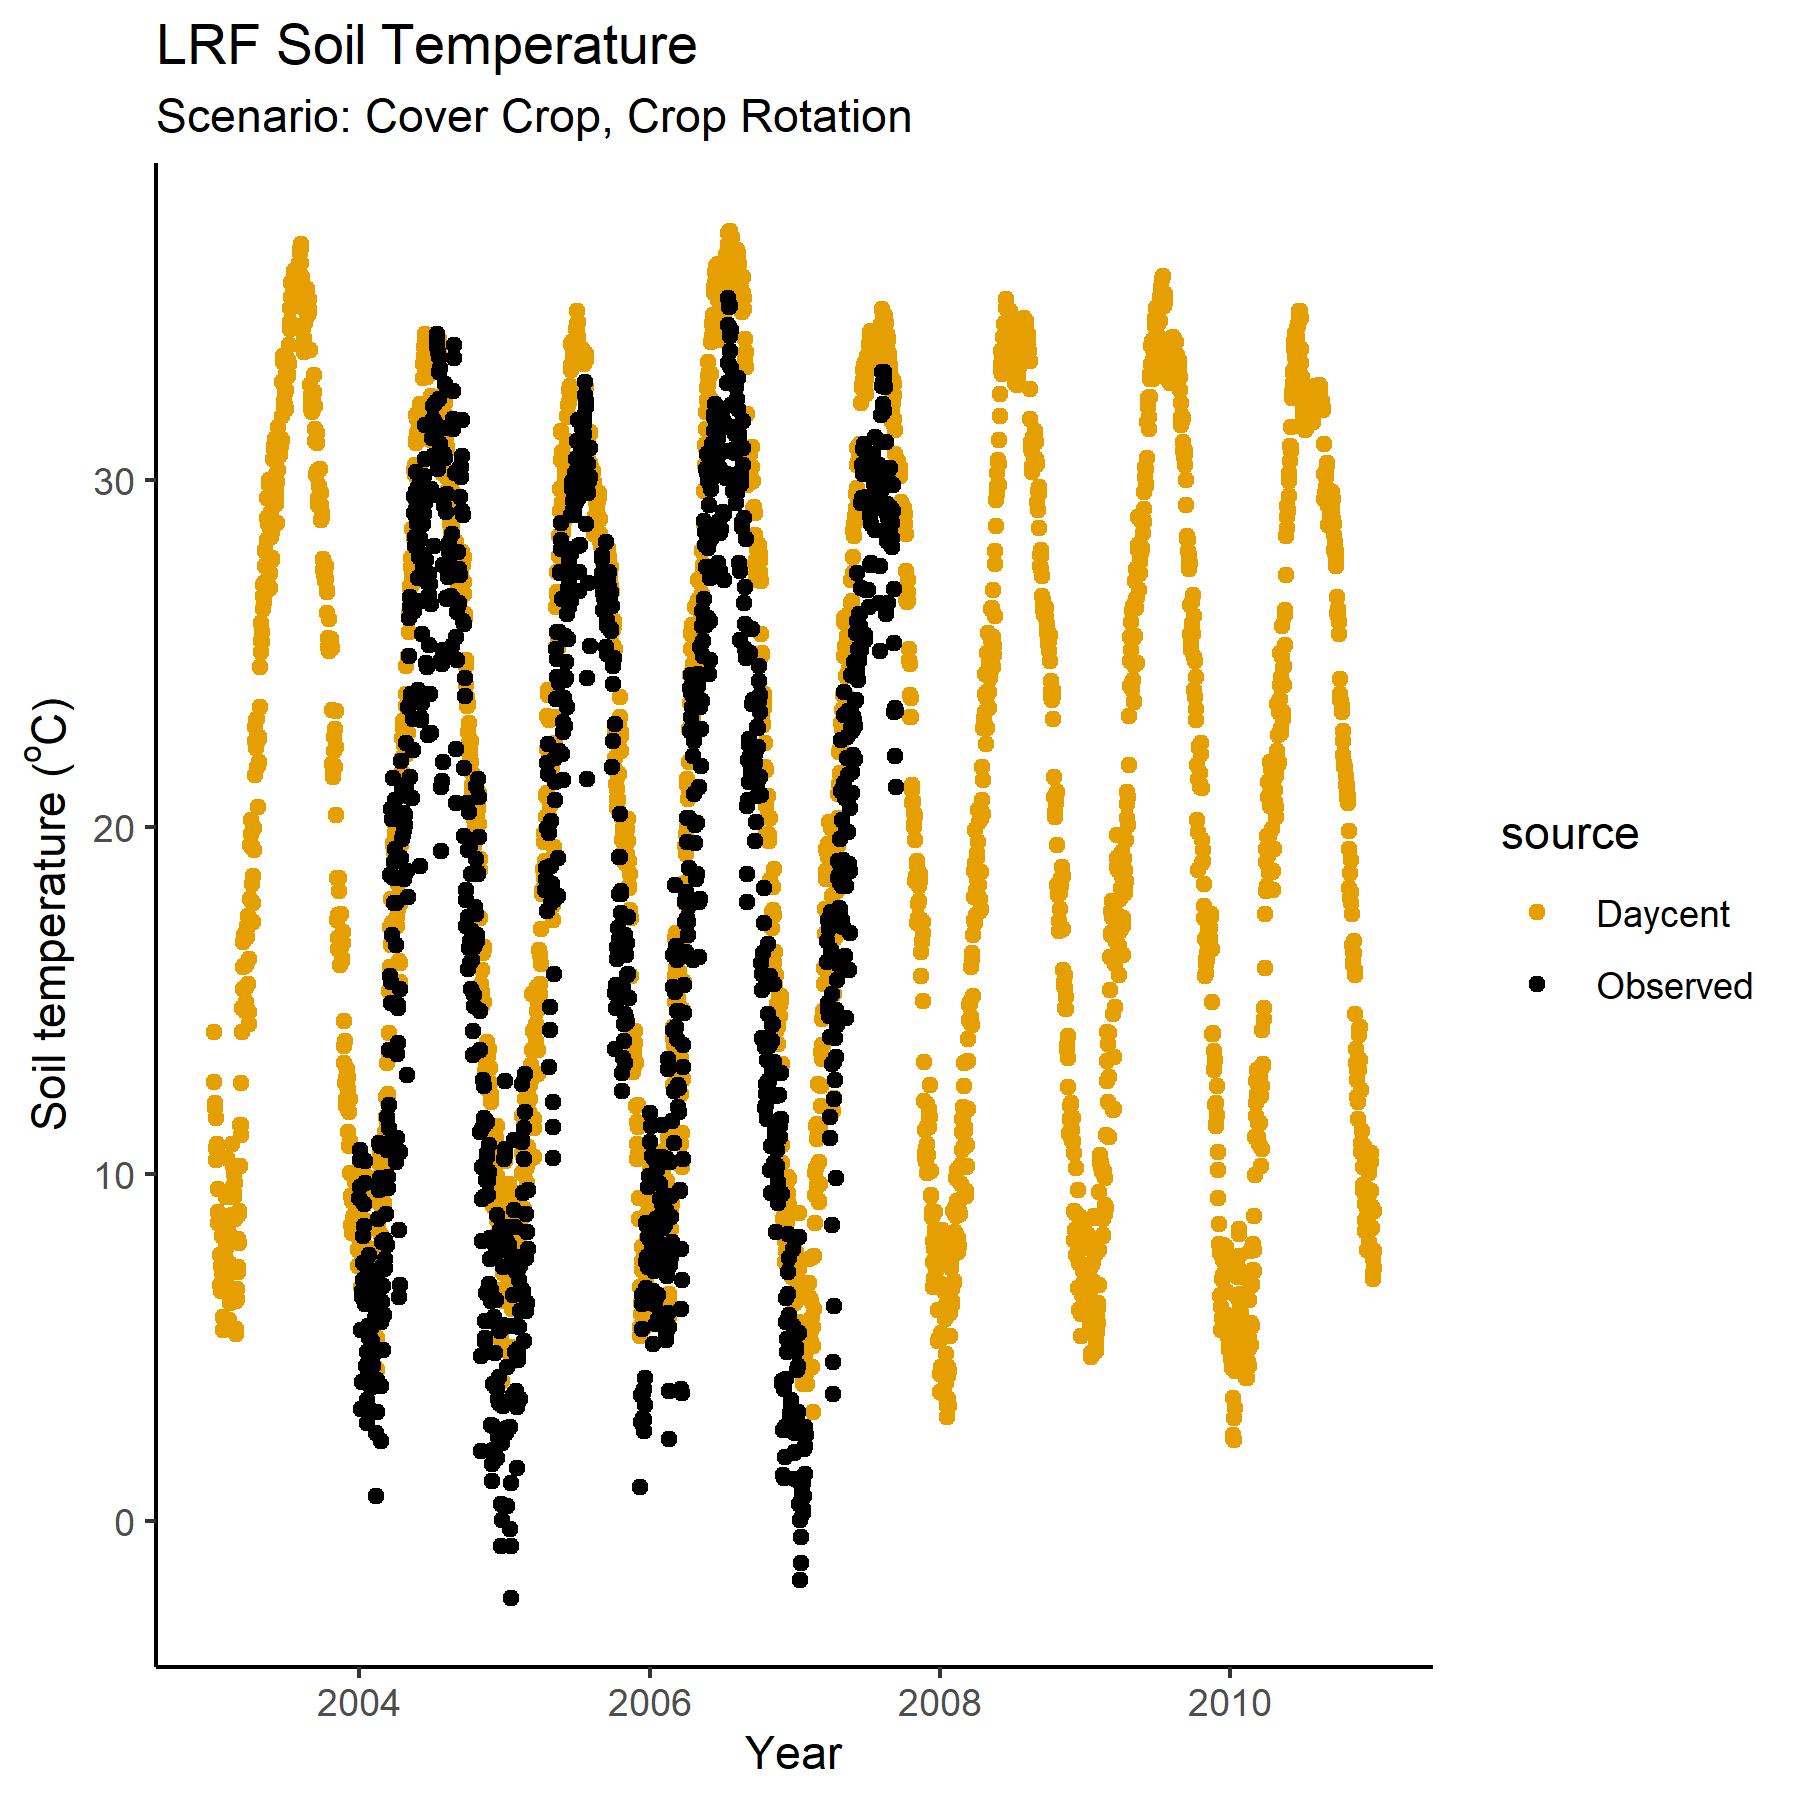 LRF Soil Temperature
Scenario: Cover Crop, Crop Rotation
Soil temperature (°C)
30
20
10
0
2004 2006 2008 2010
Year
source
Daycent
Observed